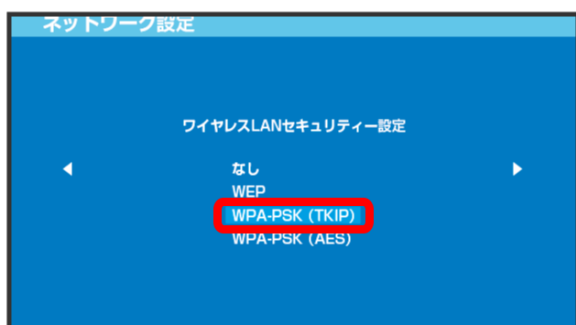 ネットワーク設定
ワイヤレスLANセキュリティー設定
なし
WEP
WPA-PSK (TKIP)
WPA-PSK (AES)